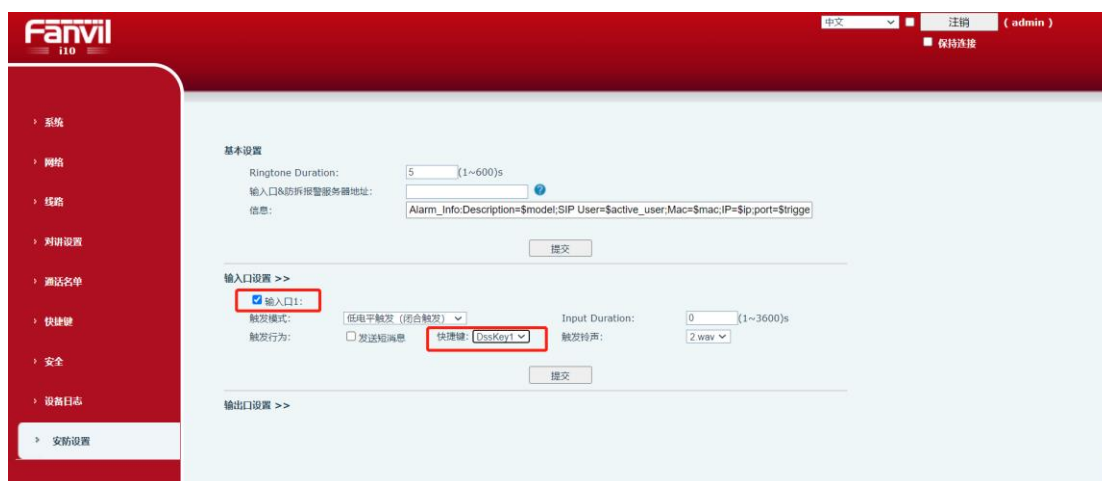 Fanvil
i10
中文
注销
( admin )
保持连接
系统
网络
线路
对讲设置
通话名单
快捷键
安全
设备日志
安防设置
基本设置
Ringtone Duration: 5 (1~600)s
输入口&防拆报警服务器地址:
信息: Alarm_Info:Description=$model;SIP User=$active_user;Mac=$mac;IP=$ip;port=$trigge
提交
输入口设置 >>
输入口1:
触发模式: 低电平触发（闭合触发） Input Duration: 0 (1~3600)s
触发行为: 发送短消息 快捷键: DssKey1 触发铃声: 2.wav
提交
输出口设置 >>